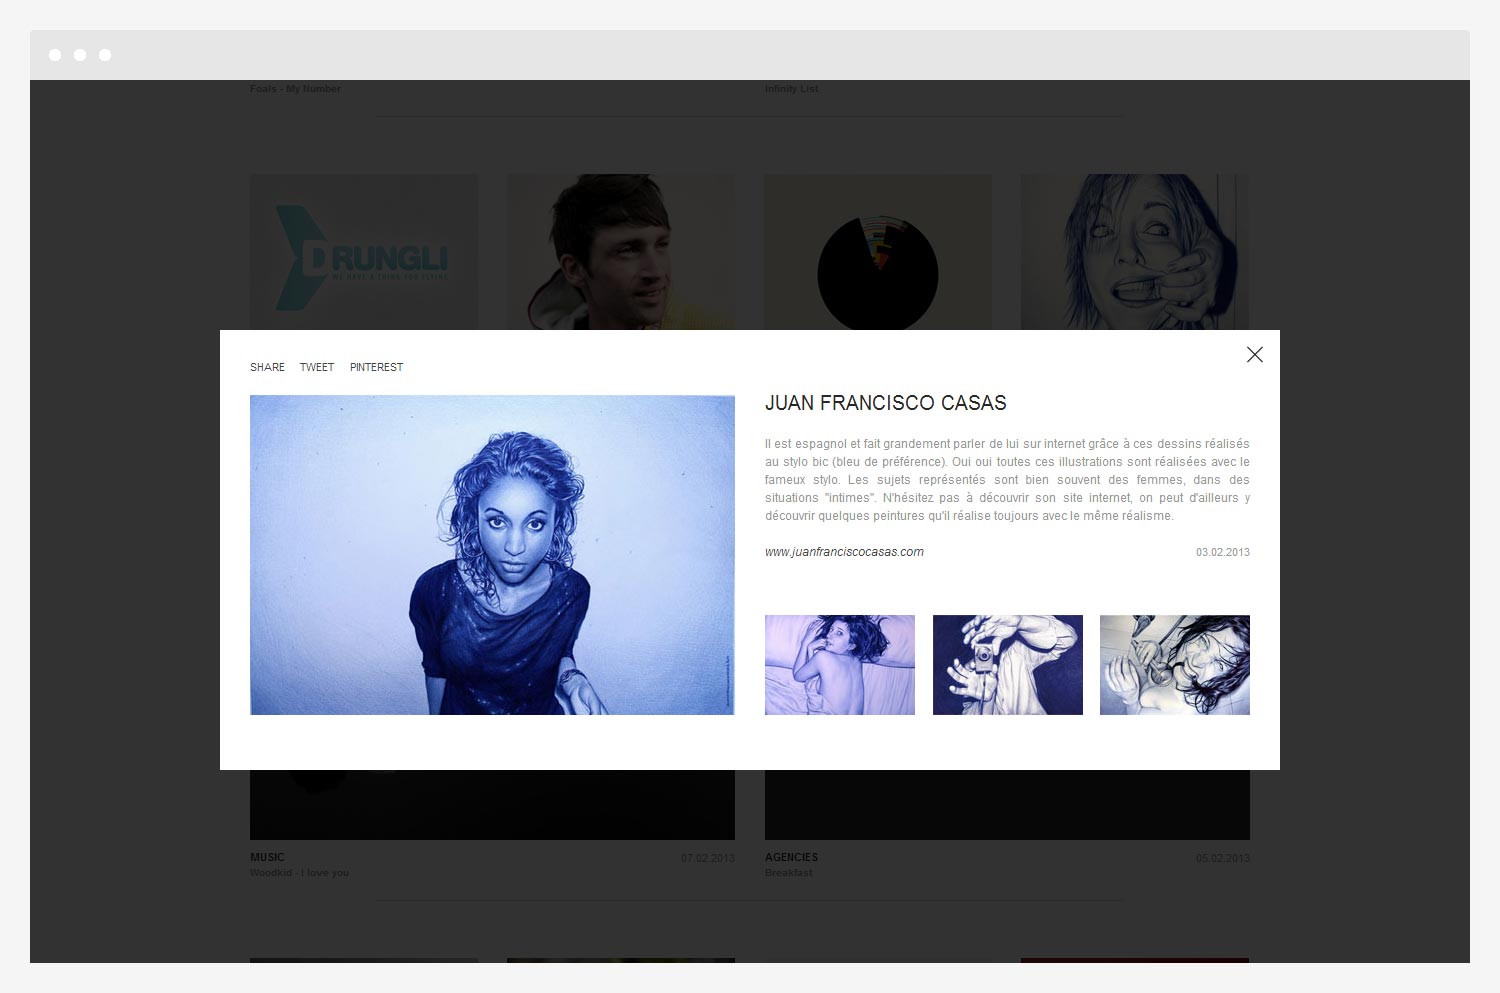 Foals - My Number
Infinity List
DRUNGLI
WE HAVE A THING FOR FLYING
SHARE TWEET PINTEREST
JUAN FRANCISCO CASAS
Il est espagnol et fait grandement parler de lui sur internet grâce à ces dessins réalisés
au stylo bic (bleu de préférence). Oui oui toutes ces illustrations sont réalisées avec le
fameux stylo. Les sujets représentés sont bien souvent des femmes, dans des
situations "intimes". N'hésitez pas à découvrir son site internet, on peut d'ailleurs y
découvrir quelques peintures qu'il réalise toujours avec le même réalisme.
www.juanfranciscocasas.com
03.02.2013
MUSIC
07.02.2013
Woodkid - I love you
AGENCIES
05.02.2013
Breakfast